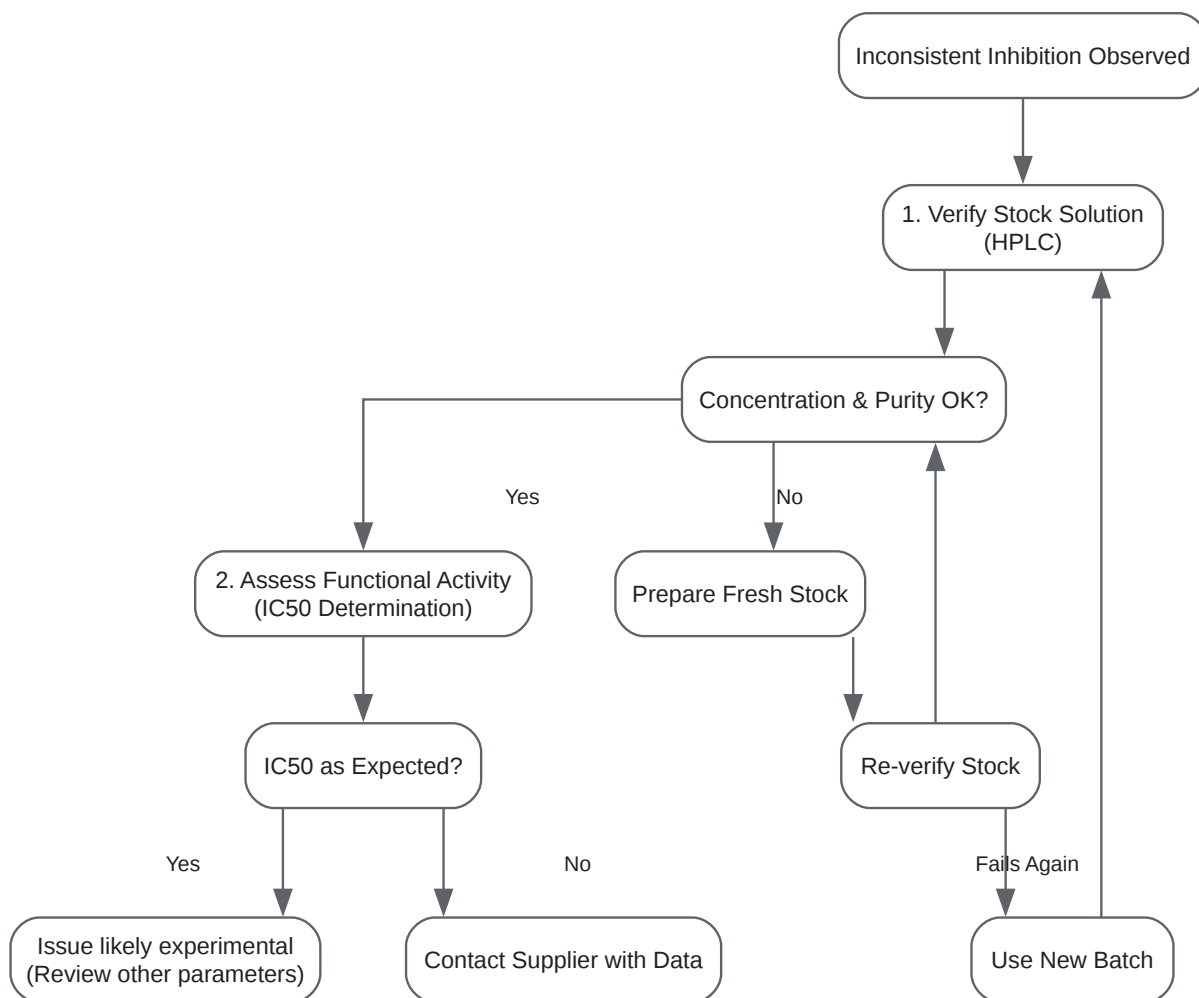 Inconsistent Inhibition Observed
1. Verify Stock Solution
(HPLC)
Concentration & Purity OK?
Yes
No
2. Assess Functional Activity
(IC50 Determination)
Prepare Fresh Stock
IC50 as Expected?
Re-verify Stock
Yes
No
Fails Again
Issue likely experimental
(Review other parameters)
Contact Supplier with Data
Use New Batch